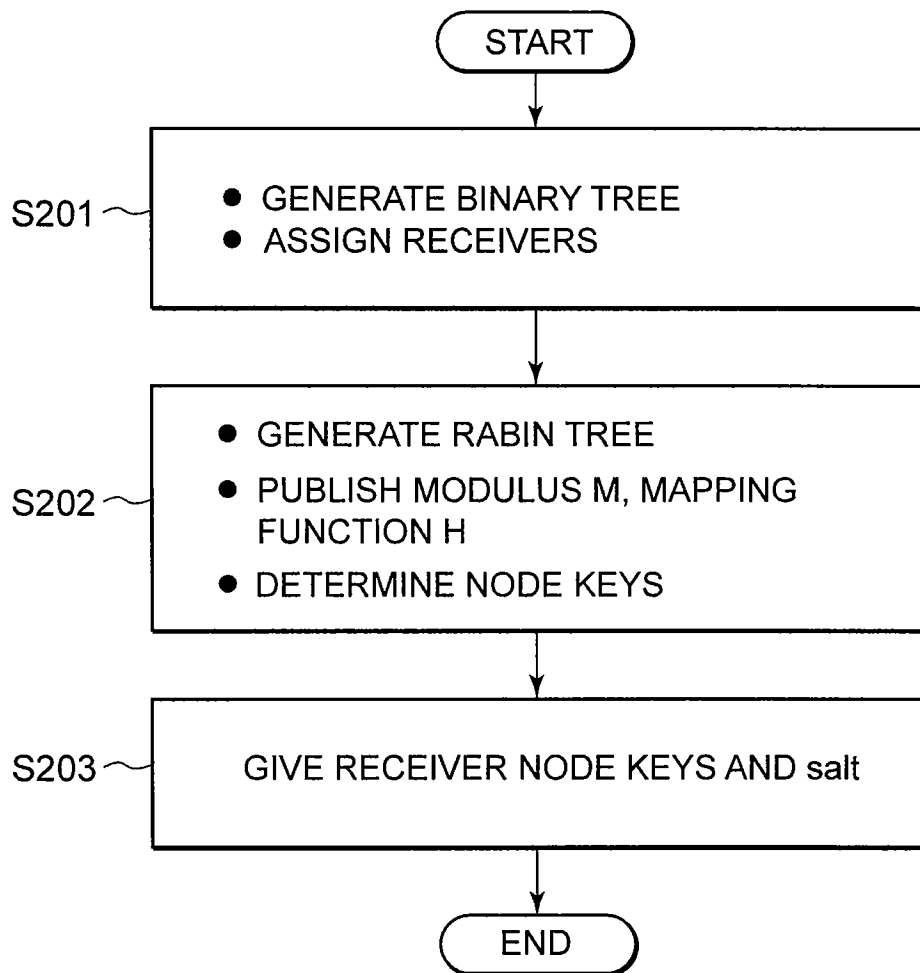 START
S201
● GENERATE BINARY TREE
● ASSIGN RECEIVERS
S202
● GENERATE RABIN TREE
● PUBLISH MODULUS M, MAPPING
FUNCTION H
● DETERMINE NODE KEYS
S203
GIVE RECEIVER NODE KEYS AND salt
END